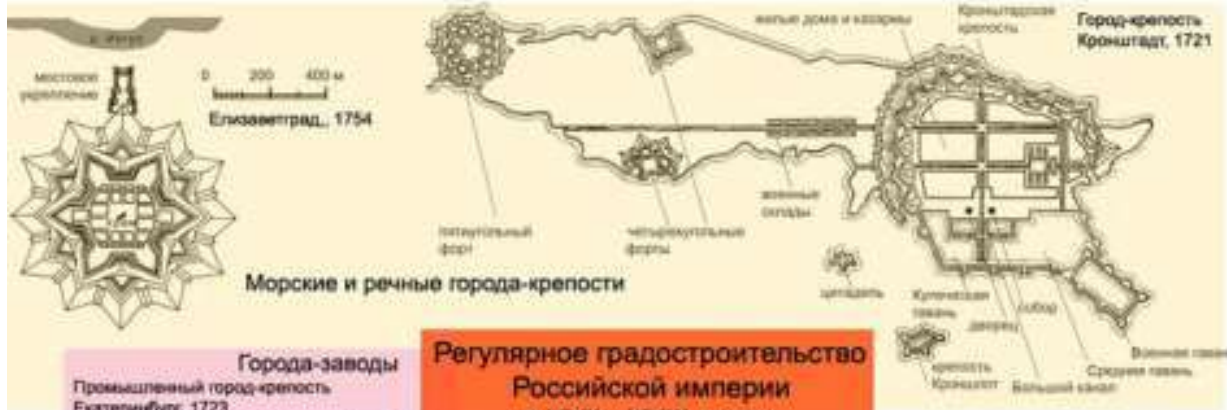 мостовое
укрепление
0 200 400 м
Елизаветград,, 1754
жилые дома и казармы
Кронштадтская
крепость
Город-крепость
Кронштадт, 1721
пятиугольный
форт
четырехугольные
форты
военные
склады
цитадель
Купеческая
гавань
дворец
собор
крепость
Кроншлот
Большой канал
Средняя гавань
Военная гавань
Морские и речные города-крепости
Города-заводы
Промышленный город-крепость
Екатеринбург, 1723
Регулярное градостроительство
Российской империи